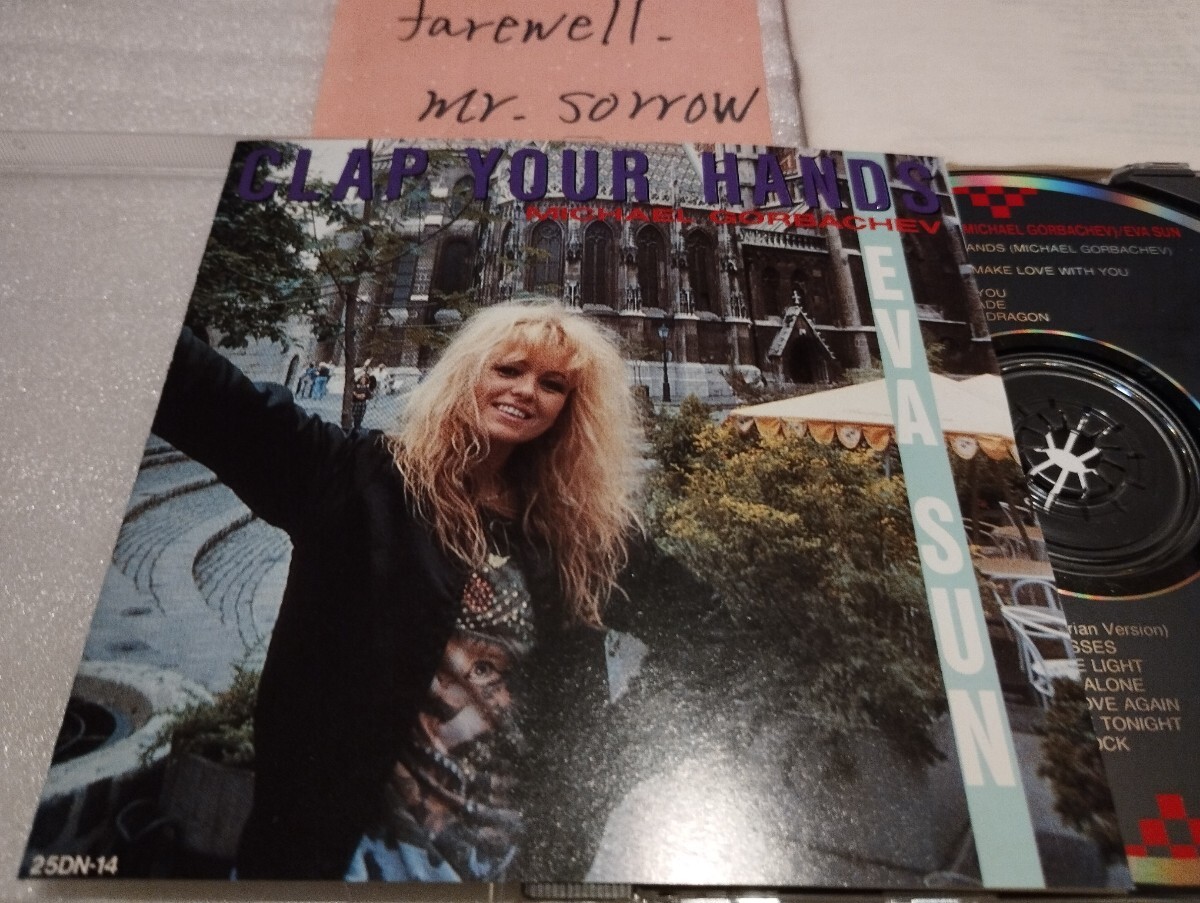 farewell.
mr. sorrow
CLAP YOUR HANDS
MICHAEL GORBACHEV
EVA SUN
25DN-14
MICHAEL GORBACHEV)/EVA SUN
ANDS (MICHAEL GORBACHEV)
MAKE LOVE WITH YOU
YOU
ADE
DRAGON
rian Version)
SSES
E LIGHT
ALONE
OVE AGAIN
TONIGHT
OCK